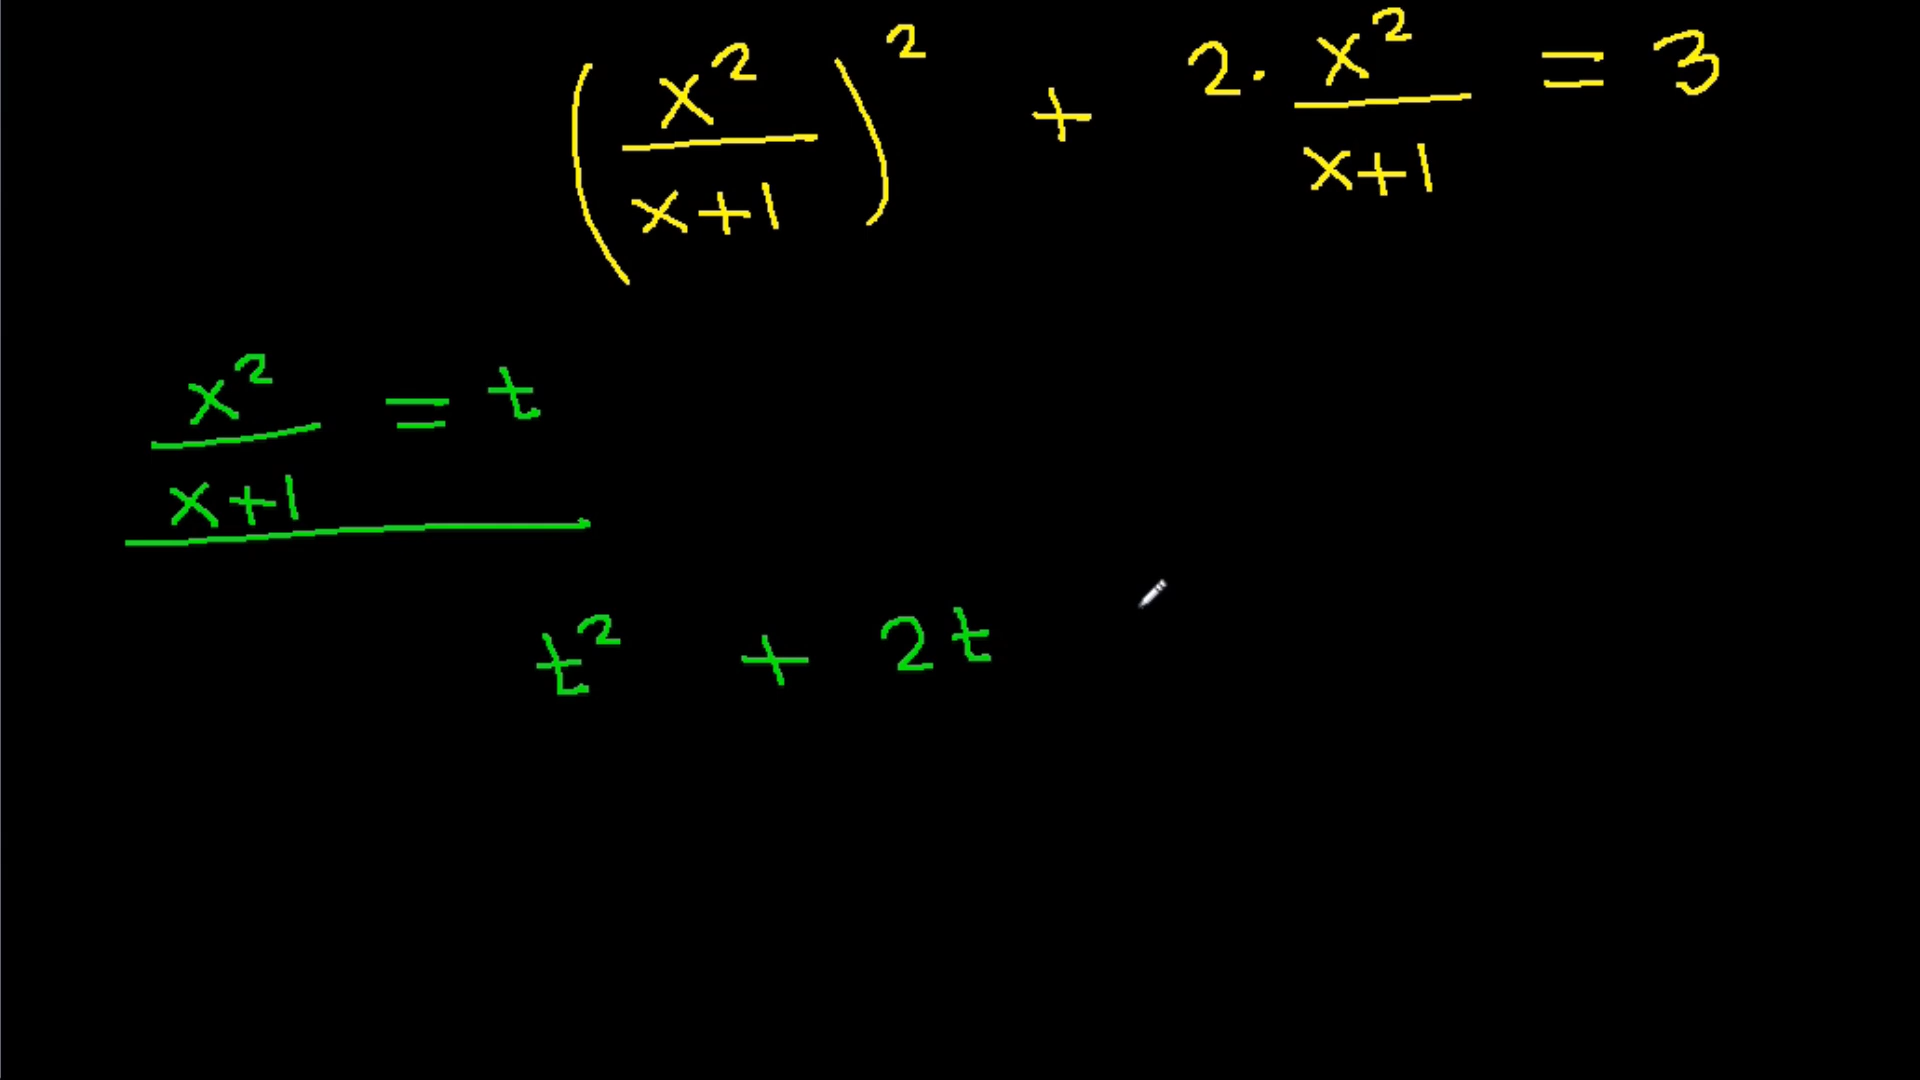 (x²/(x+1))² + 2·x²/(x+1) = 3
x²/(x+1) = t
t² + 2t